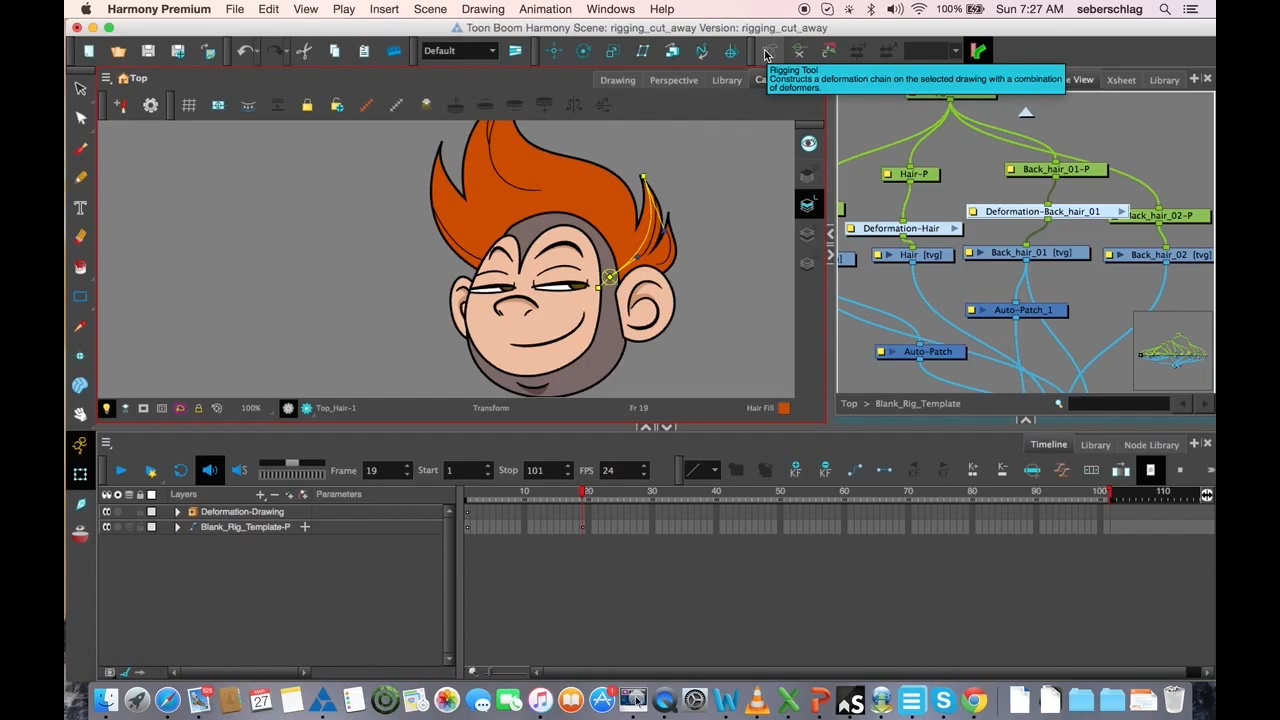 Harmony Premium File Edit View Play Insert Scene Drawing Animation Windows Help 100% Sun 7:27 AM seberschlag
Toon Boom Harmony Scene: rigging_cut_away Version: rigging_cut_away
Default
Rigging Tool
Constructs a deformation chain on the selected drawing with a combination
of deformers.
Top
Drawing Perspective Library Ca e View Xsheet Library
Hair-P Back_hair_01-P
Deformation-Back_hair_01 ack_hair_02-P
Deformation-Hair
Hair [tvg] Back_hair_01 [tvg] Back_hair_02 [tvg]
Auto-Patch_1
Auto-Patch
100% Top_Hair-1 Transform Fr 19 Hair Fill
Top > Blank_Rig_Template
Timeline Library Node Library
Frame 19 Start 1 Stop 101 FPS 24
Layers Parameters 10 20 30 40 50 60 70 80 90 100 110
Deformation-Drawing
Blank_Rig_Template-P